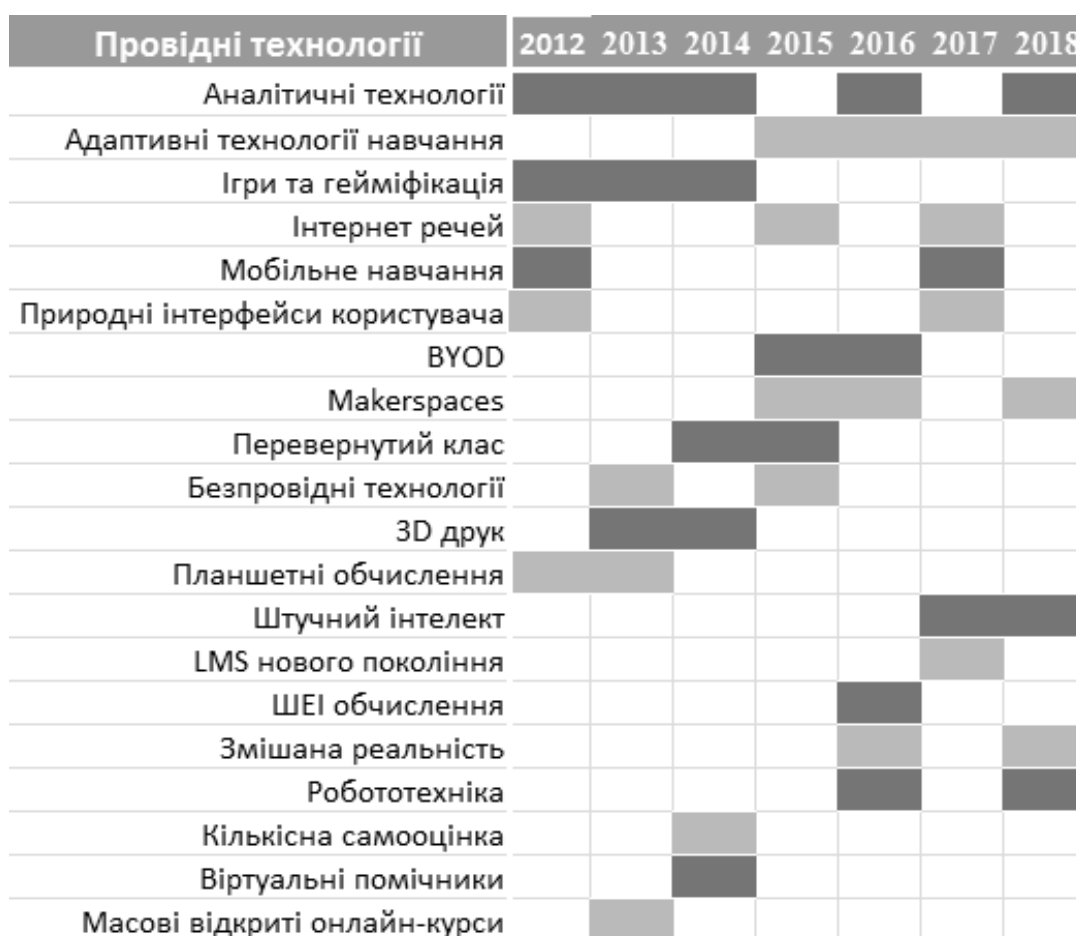 Провідні технології 2012 2013 2014 2015 2016 2017 2018
Аналітичні технології
Адаптивні технології навчання
Ігри та гейміфікація
Інтернет речей
Мобільне навчання
Природні інтерфейси користувача
BYOD
Makerspaces
Перевернутий клас
Безпровідні технології
3D друк
Планшетні обчислення
Штучний інтелект
LMS нового покоління
ШЕІ обчислення
Змішана реальність
Робототехніка
Кількісна самооцінка
Віртуальні помічники
Масові відкриті онлайн-курси